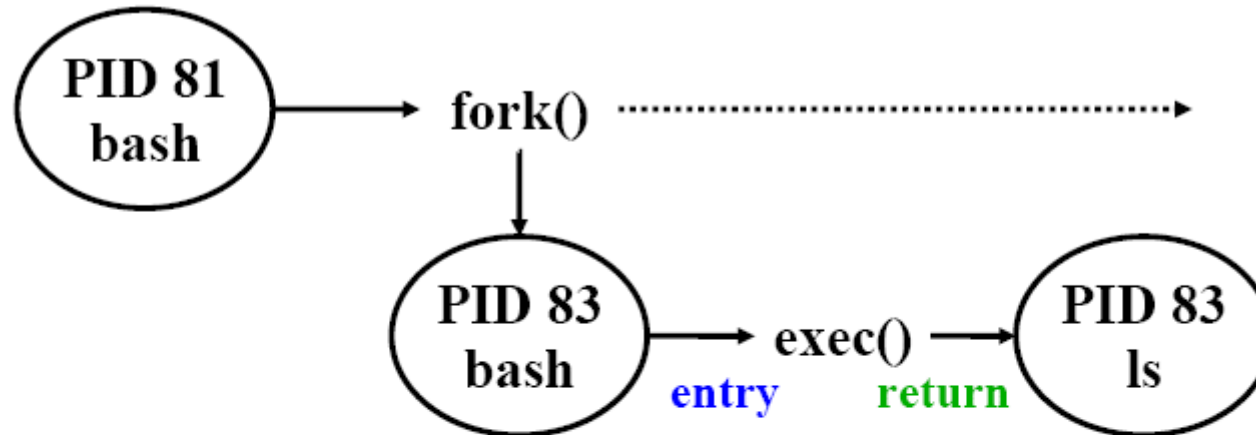 PID 81
bash
fork()
PID 83
bash
exec()
entry
return
PID 83
ls